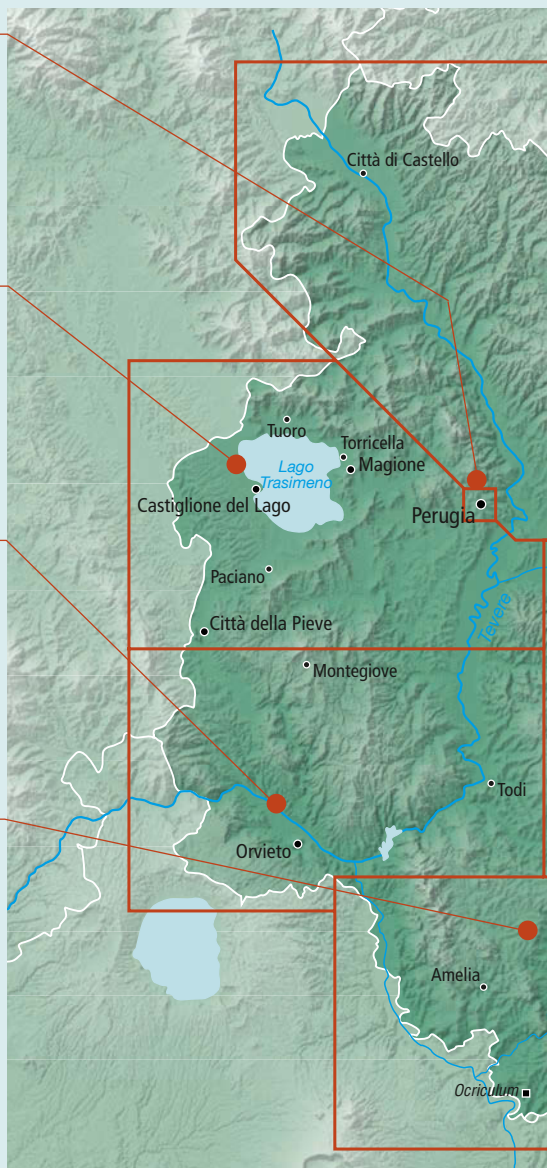 Città di Castello
Tuoro
Torricella
Lago
Trasimeno
Magione
Castiglione del Lago
Perugia
Paciano
Tevere
Città della Pieve
Montegiove
Todi
Orvieto
Amelia
Ocriculum